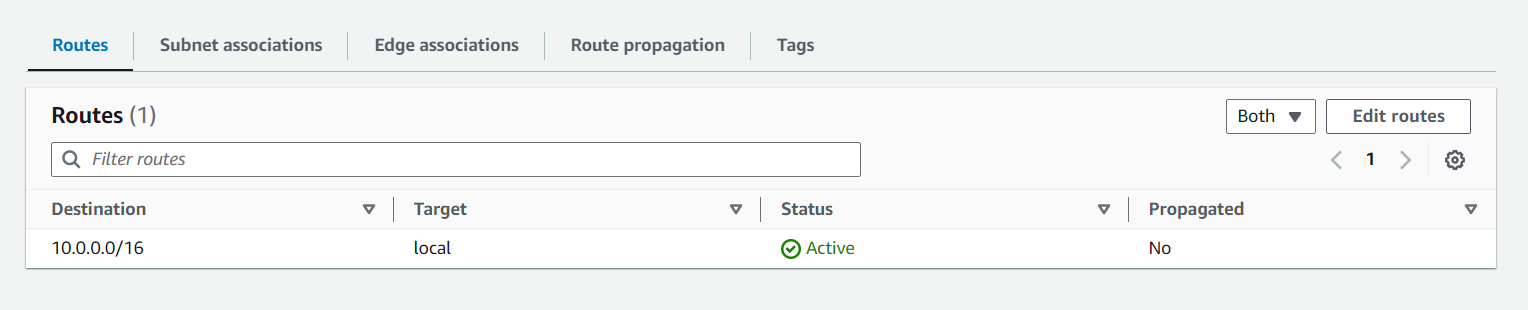 Routes Subnet associations Edge associations Route propagation Tags
Routes (1) Both Edit routes
Filter routes 1
Destination Target Status Propagated
10.0.0.0/16 local Active No